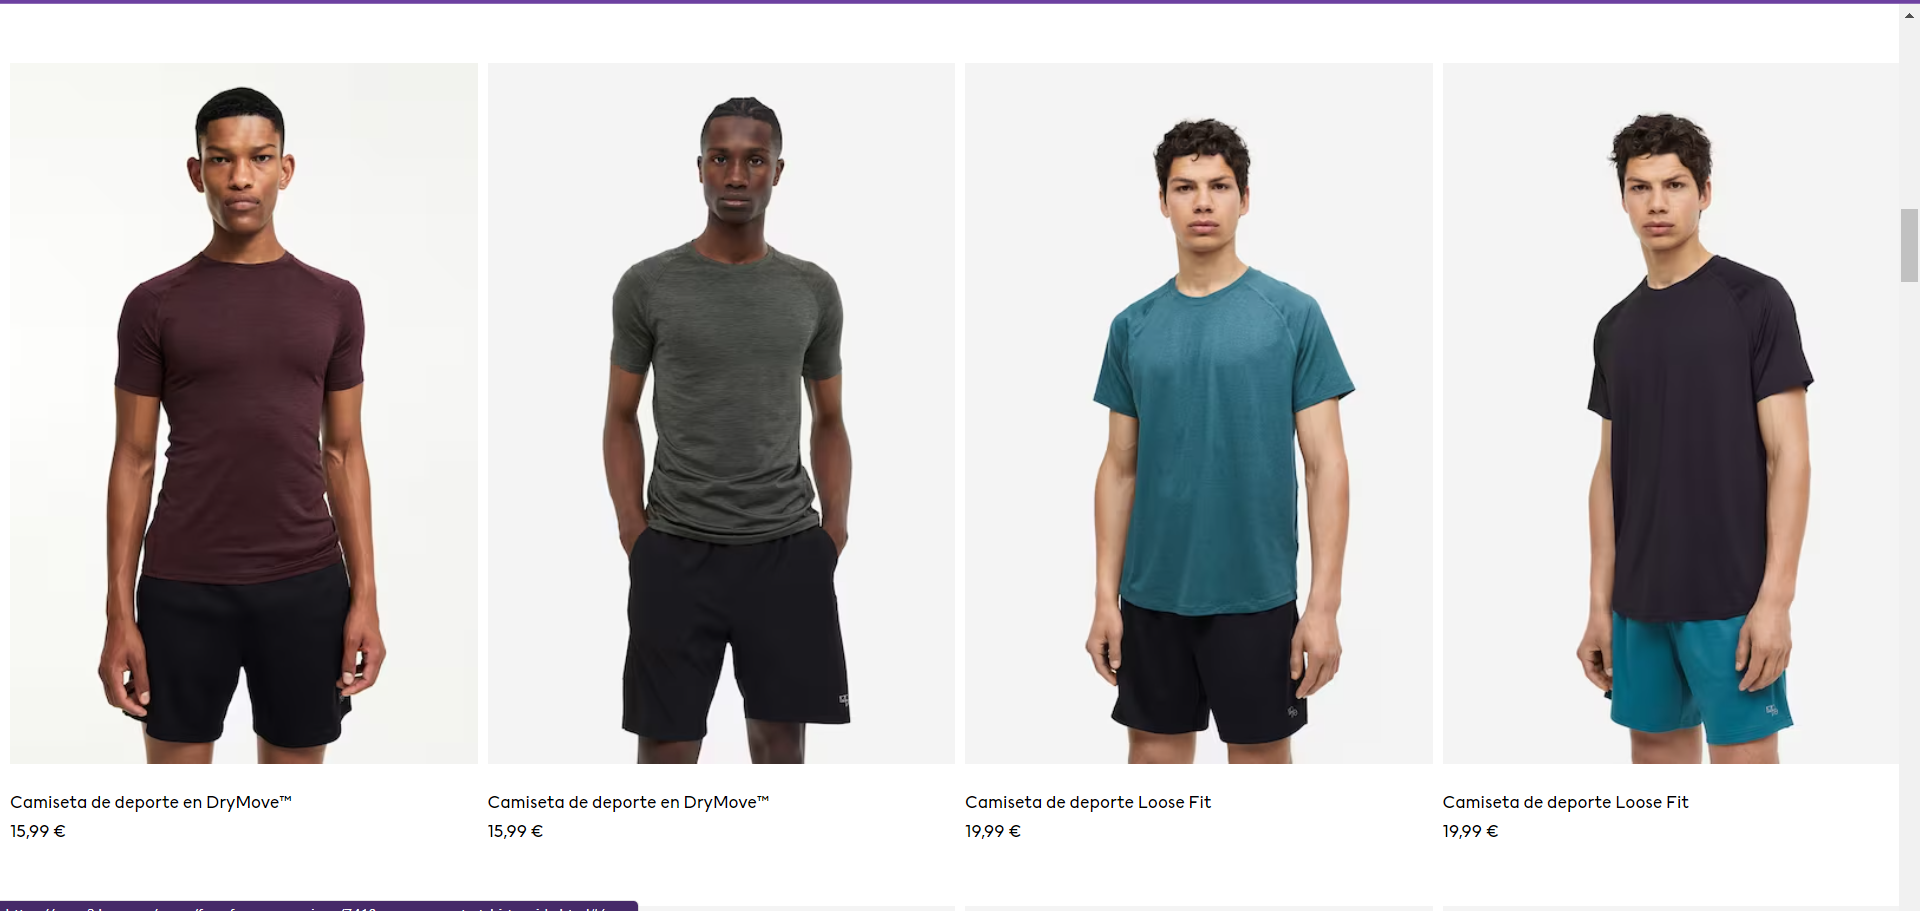 Camiseta de deporte en DryMove™
15,99 €
Camiseta de deporte en DryMove™
15,99 €
Camiseta de deporte Loose Fit
19,99 €
Camiseta de deporte Loose Fit
19,99 €